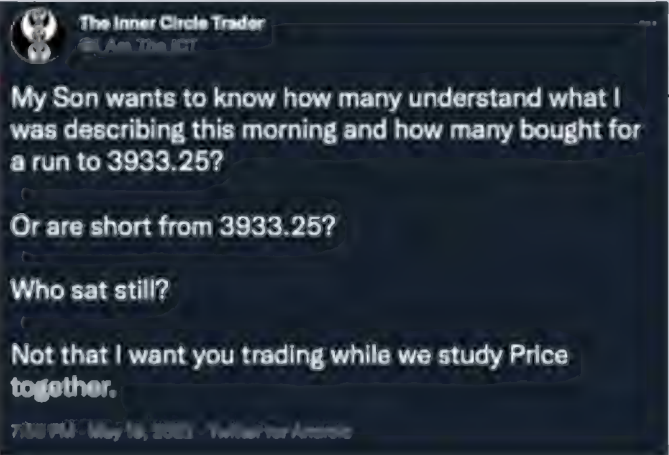 The Inner Circle Trader
My Son wants to know how many understand what I
was describing this morning and how many bought for
a run to 3933.25?
Or are short from 3933.25?
Who sat still?
Not that I want you trading while we study Price
together.